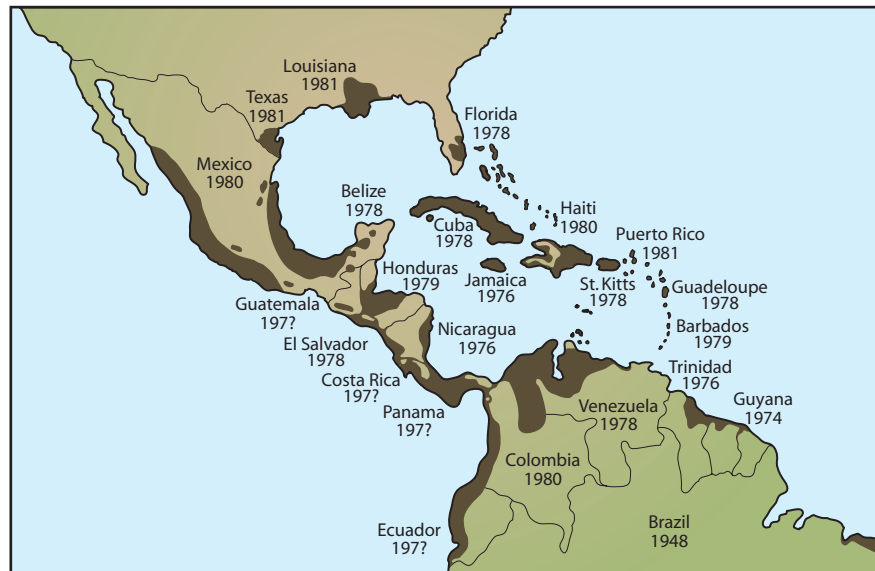 Louisiana
1981
Texas
1981
Florida
1978
Mexico
1980
Belize
1978
Cuba
1978
Haiti
1980
Puerto Rico
1981
Honduras
1979
Jamaica
1976
St. Kitts
1978
Guadeloupe
1978
Guatemala
197?
Nicaragua
1976
Barbados
1979
El Salvador
1978
Trinidad
1976
Costa Rica
197?
Guyana
1974
Panama
197?
Venezuela
1978
Colombia
1980
Ecuador
197?
Brazil
1948